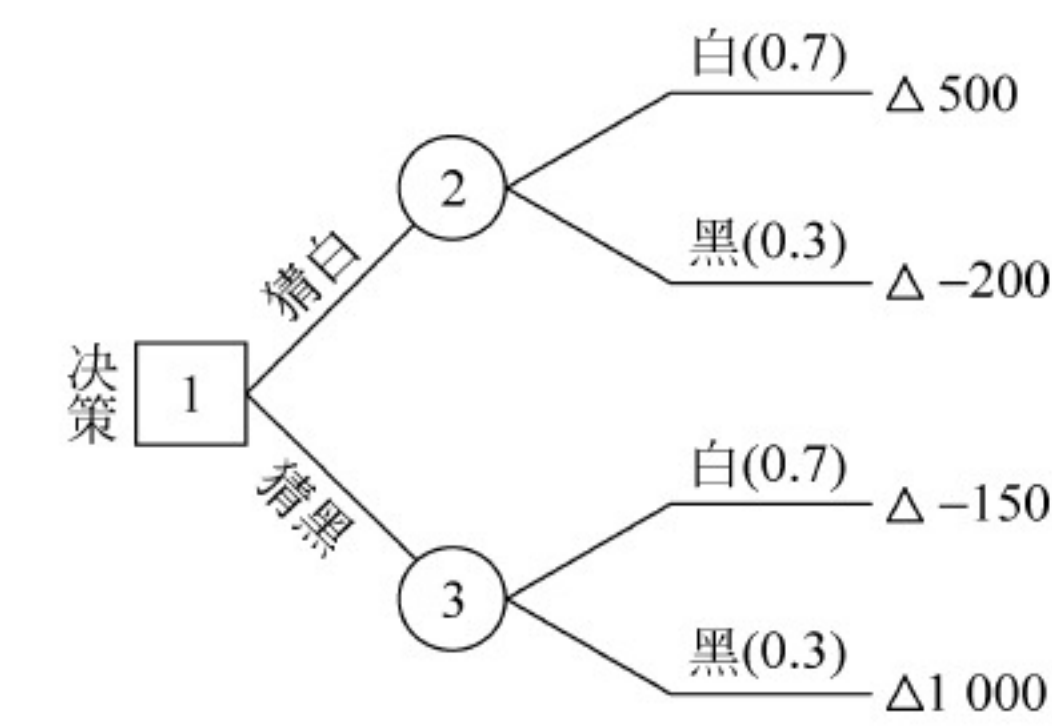 白(0.7)
△ 500
2
黑(0.3)
△ −200
猜白
决策
1
猜黑
白(0.7)
△ −150
3
黑(0.3)
△1 000